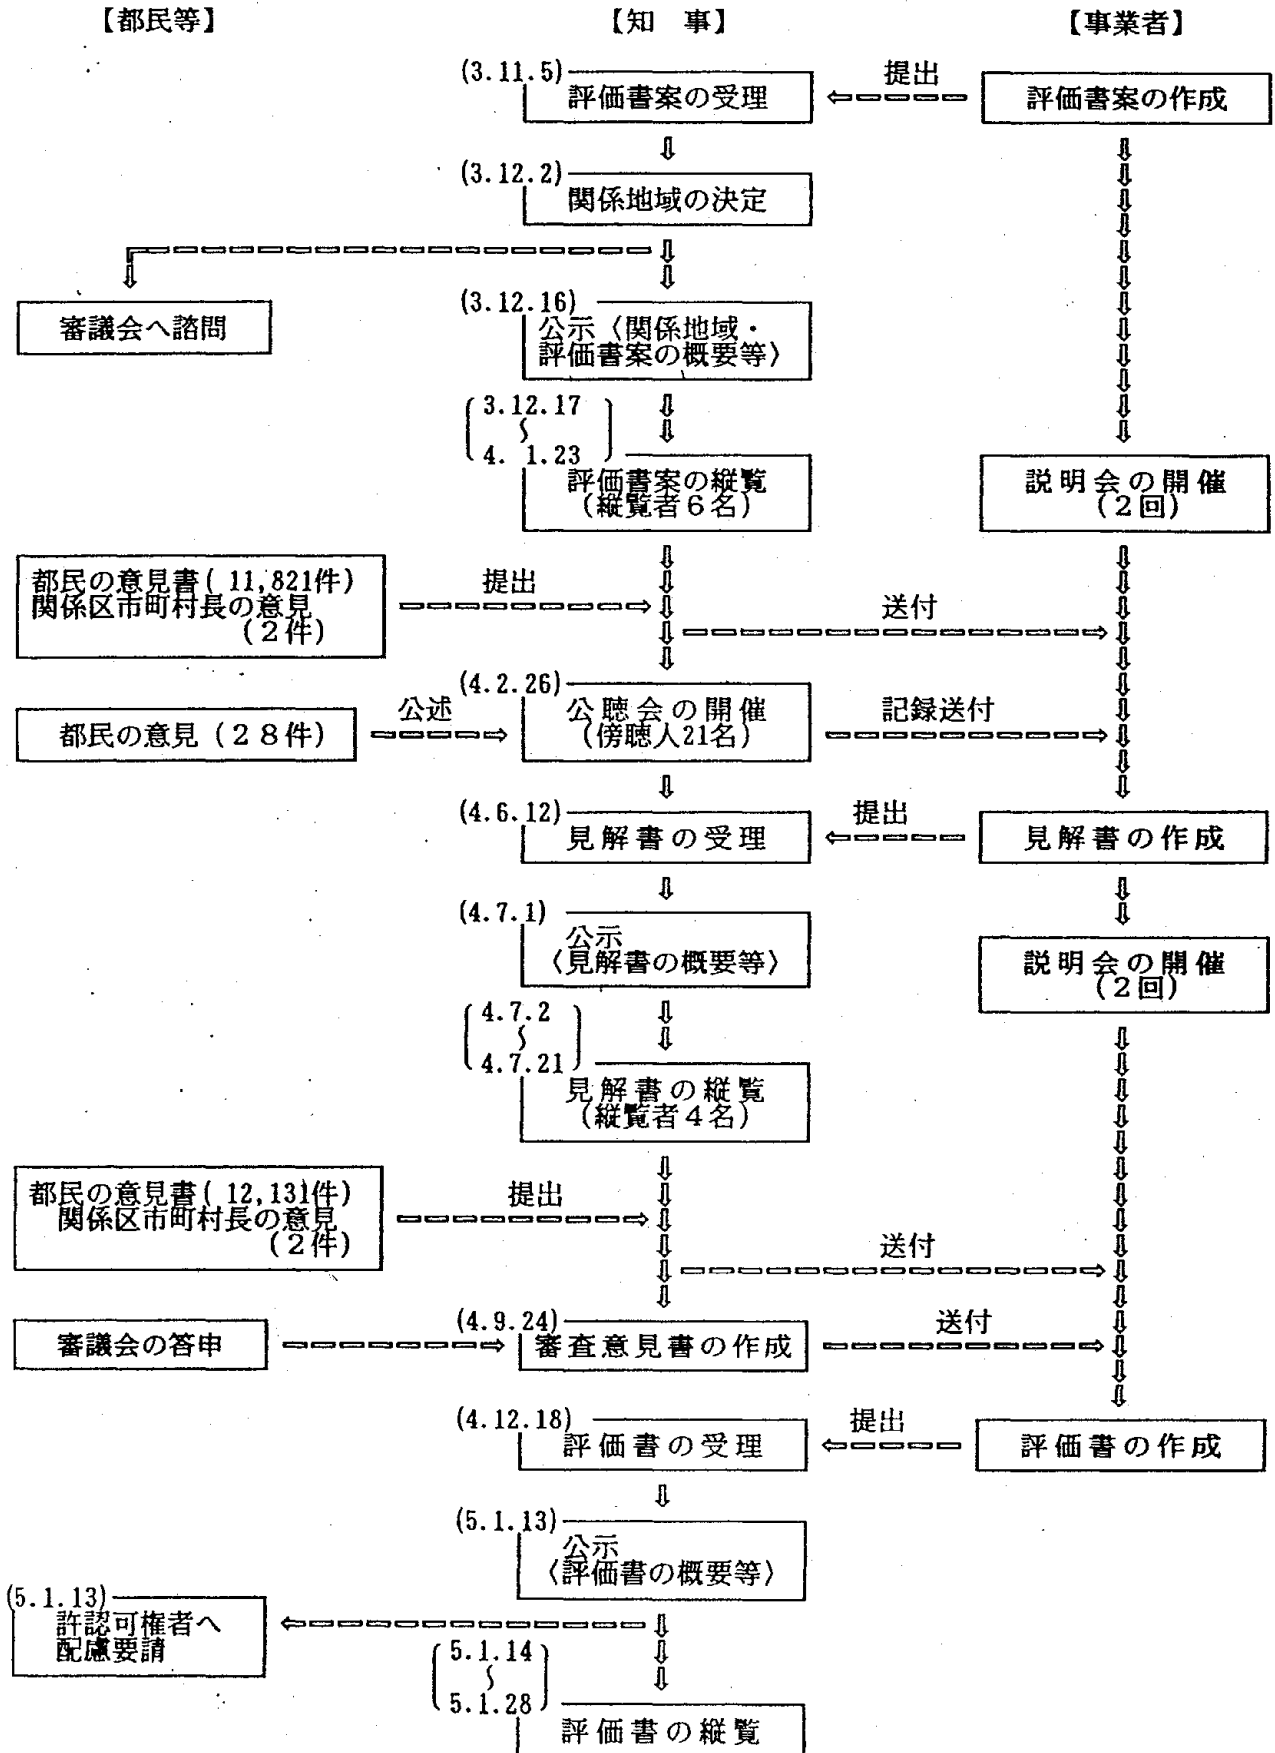 【都民等】
【知　事】
【事業者】
(3.11.5)
評価書案の受理
提出
評価書案の作成
(3.12.2)
関係地域の決定
審議会へ諮問
(3.12.16)
公示〈関係地域・
評価書案の概要等〉
3.12.17
〜
4. 1.23
評価書案の縦覧
（縦覧者６名）
説明会の開催
（２回）
都民の意見書( 11,821件)
関係区市町村長の意見
（２件）
提出
送付
(4.2.26)
都民の意見（２８件）
公述
公聴会の開催
（傍聴人21名）
記録送付
(4.6.12)
見解書の受理
提出
見解書の作成
(4.7.1)
公示
〈見解書の概要等〉
説明会の開催
（２回）
4.7.2
〜
4.7.21
見解書の縦覧
（縦覧者４名）
都民の意見書( 12,131件)
関係区市町村長の意見
（２件）
提出
送付
(4.9.24)
審議会の答申
審査意見書の作成
送付
(4.12.18)
評価書の受理
提出
評価書の作成
(5.1.13)
公示
〈評価書の概要等〉
(5.1.13)
許認可権者へ
配慮要請
5.1.14
〜
5.1.28
評価書の縦覧